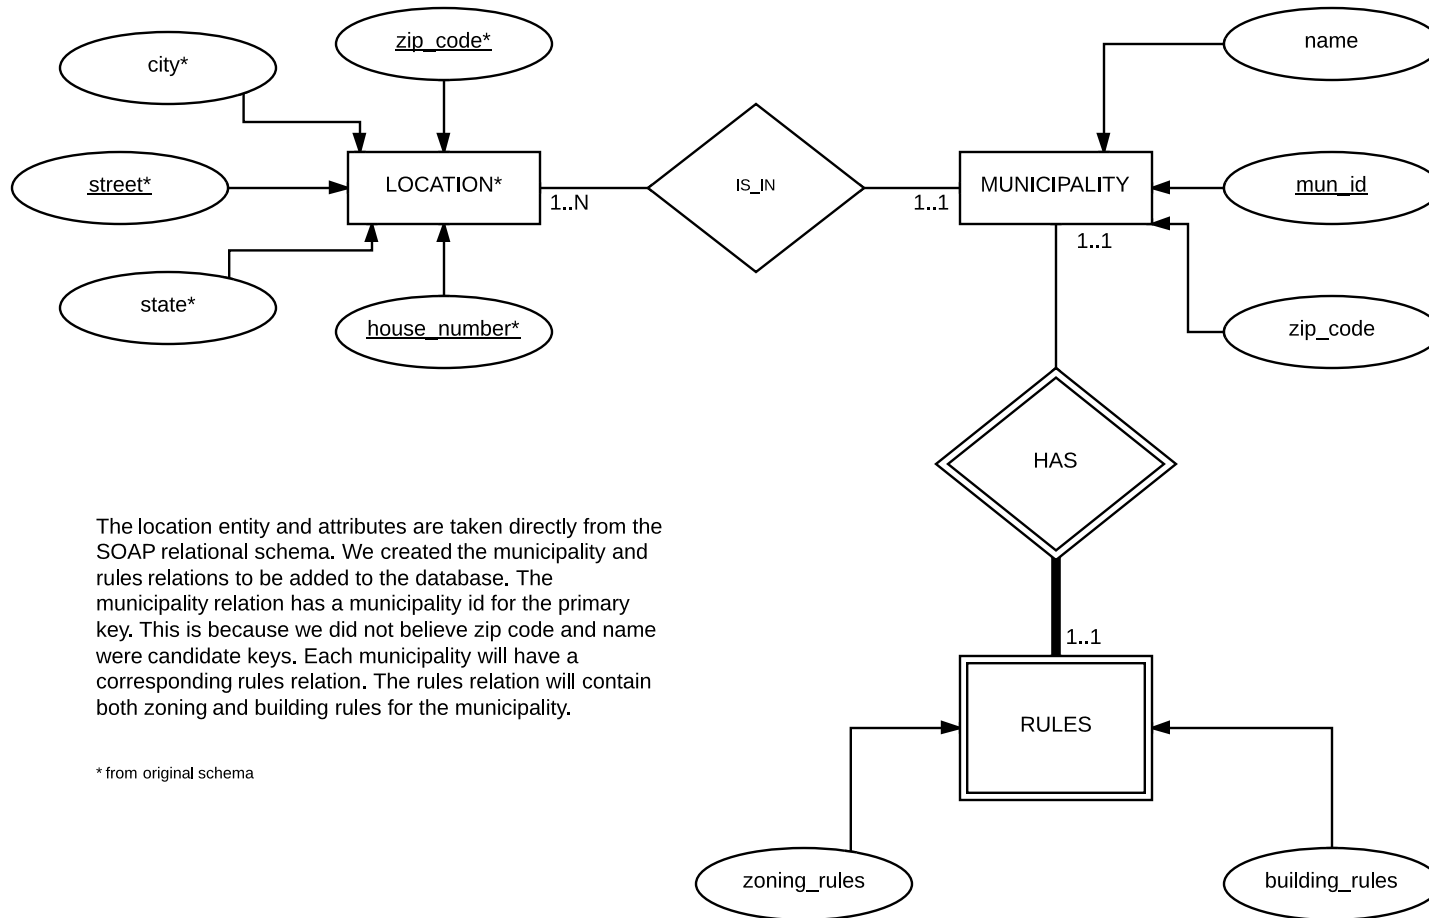 zip_code*
name
city*
street*
LOCATION*
IS_IN
MUNICIPALITY
mun_id
1..N
1..1
1..1
state*
house_number*
zip_code
HAS
The location entity and attributes are taken directly from the
SOAP relational schema. We created the municipality and
rules relations to be added to the database. The
municipality relation has a municipality id for the primary
key. This is because we did not believe zip code and name
were candidate keys. Each municipality will have a
corresponding rules relation. The rules relation will contain
both zoning and building rules for the municipality.
* from original schema
1..1
RULES
zoning_rules
building_rules